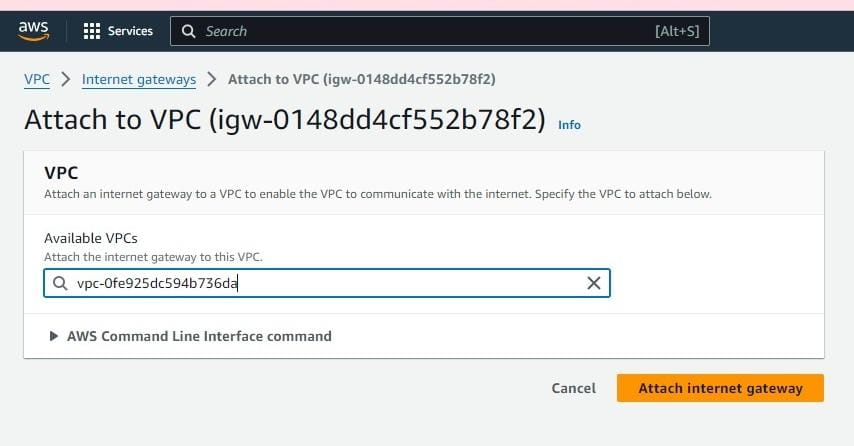 aws Services Search [Alt+S]
VPC > Internet gateways > Attach to VPC (igw-0148dd4cf552b78f2)
Attach to VPC (igw-0148dd4cf552b78f2) Info
VPC
Attach an internet gateway to a VPC to enable the VPC to communicate with the internet. Specify the VPC to attach below.
Available VPCs
Attach the internet gateway to this VPC.
vpc-0fe925dc594b736da
AWS Command Line Interface command
Cancel Attach internet gateway